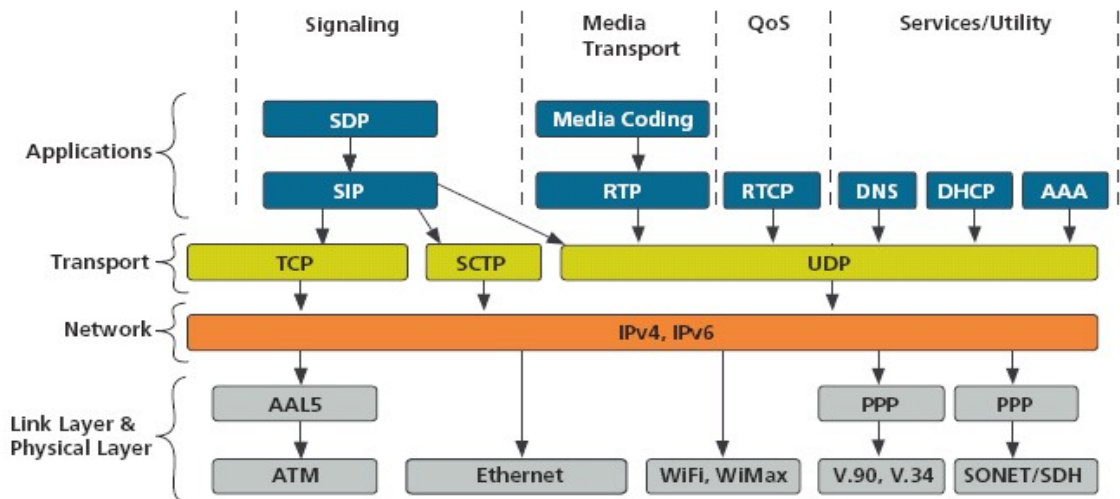 Signaling
Media
Transport
QoS
Services/Utility
Applications
SDP
Media Coding
SIP
RTP
RTCP
DNS
DHCP
AAA
Transport
TCP
SCTP
UDP
Network
IPv4, IPv6
Link Layer &
Physical Layer
AAL5
PPP
PPP
ATM
Ethernet
WiFi, WiMax
V.90, V.34
SONET/SDH